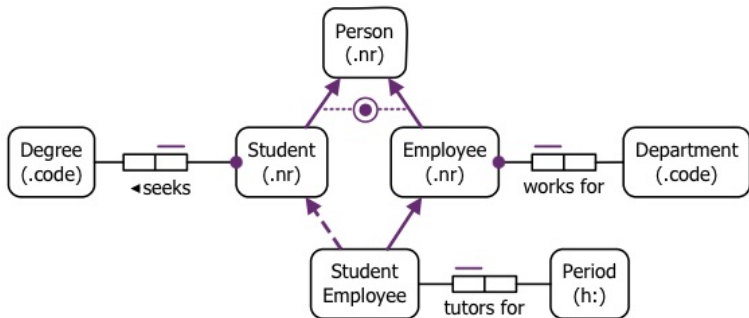 Person
(.nr)
Degree
(.code)
◄seeks
Student
(.nr)
Employee
(.nr)
works for
Department
(.code)
Student
Employee
tutors for
Period
(h:)